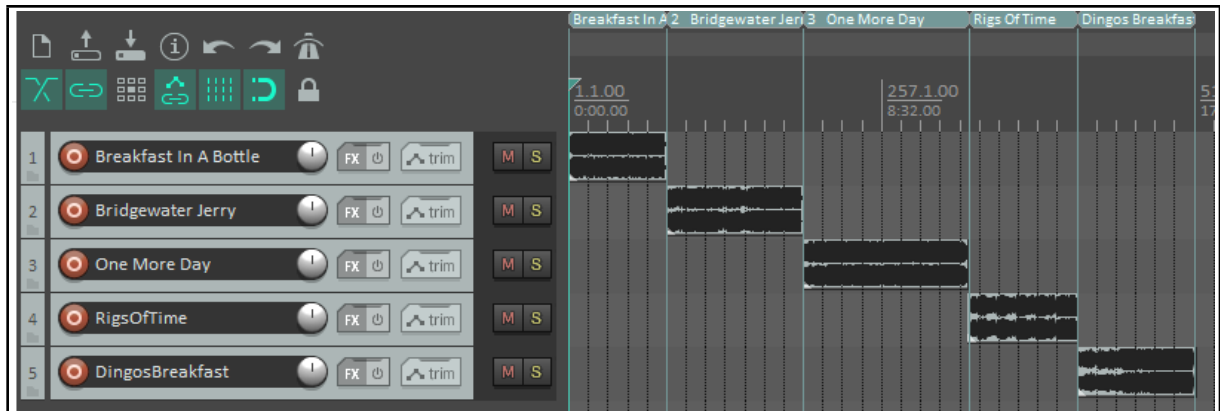 Breakfast In A 2 Bridgewater Jerr 3 One More Day Rigs Of Time Dingos Breakfas
1.1.00 257.1.00
0:00.00 8:32.00
1 Breakfast In A Bottle FX trim M S
2 Bridgewater Jerry FX trim M S
3 One More Day FX trim M S
4 RigsOfTime FX trim M S
5 DingosBreakfast FX trim M S